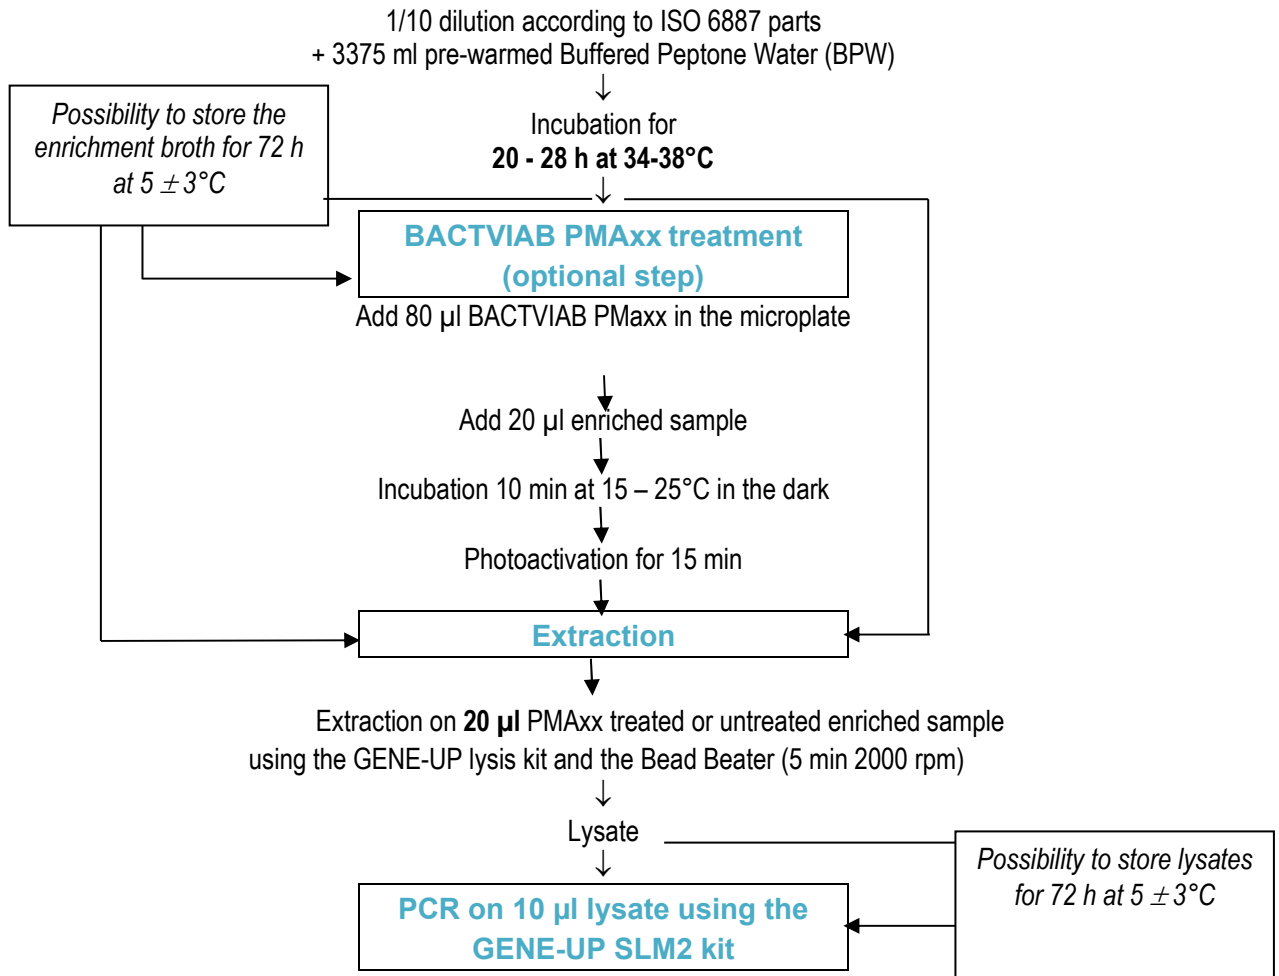 1/10 dilution according to ISO 6887 parts
+ 3375 ml pre-warmed Buffered Peptone Water (BPW)
↓
Possibility to store the
enrichment broth for 72 h
at 5 ± 3°C
Incubation for
20 - 28 h at 34-38°C
↓
BACTVIAB PMAxx treatment
(optional step)
Add 80 µl BACTVIAB PMaxx in the microplate
Add 20 µl enriched sample
Incubation 10 min at 15 – 25°C in the dark
Photoactivation for 15 min
Extraction
Extraction on 20 µl PMAxx treated or untreated enriched sample
using the GENE-UP lysis kit and the Bead Beater (5 min 2000 rpm)
↓
Lysate
↓
Possibility to store lysates
for 72 h at 5 ± 3°C
PCR on 10 µl lysate using the
GENE-UP SLM2 kit